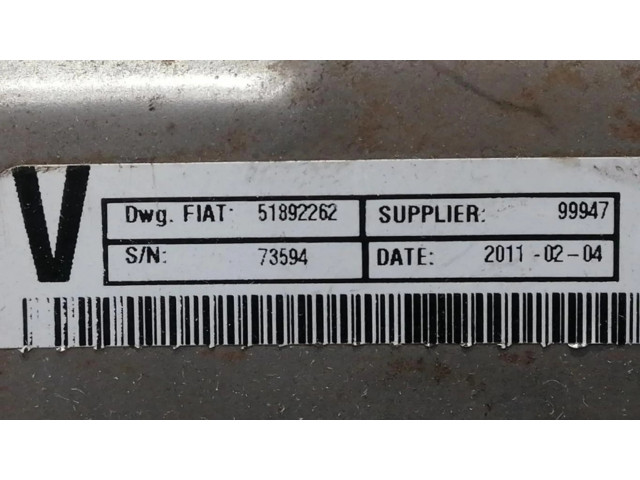 V
Dwg. FIAT: 51892262 SUPPLIER: 99947
S/N: 73594 DATE: 2011 -02-04